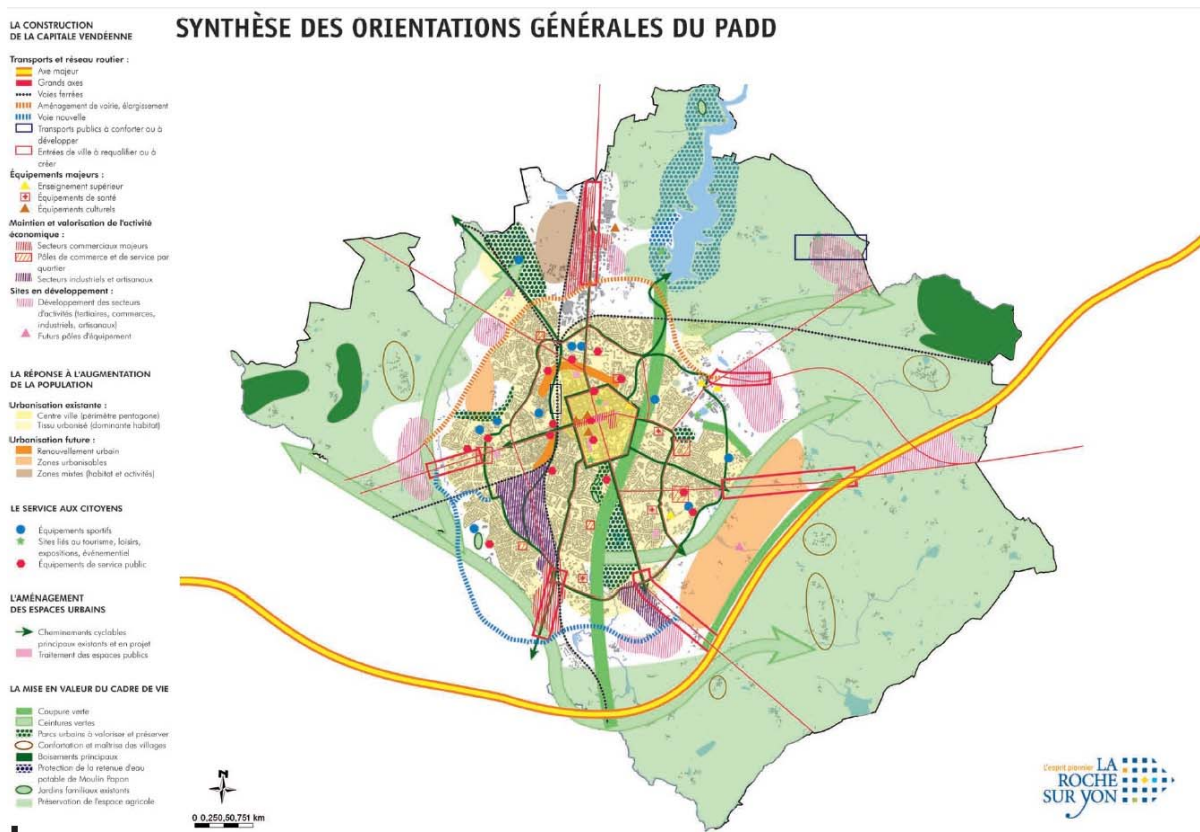 SYNTHÈSE DES ORIENTATIONS GÉNÉRALES DU PADD
LA CONSTRUCTION
DE LA CAPITALE VENDÉENNE
Transports et réseau routier :
Axe majeur
Grands axes
Voies ferrées
Aménagement de voirie, élargissement
Voie nouvelle
Transports publics à conforter ou à
développer
Entrées de ville à requalifier ou à
créer
Équipements majeurs :
Enseignement supérieur
Équipements de santé
Équipements culturels
Maintien et valorisation de l'activité
économique :
Secteurs commerciaux majeurs
Pôles de commerce et de service par
quartier
Secteurs industriels et artisanaux
Sites en développement :
Développement des secteurs
d'activités (tertiaires, commerces,
industriels, artisanaux)
Futurs pôles d'équipement
LA RÉPONSE À L'AUGMENTATION
DE LA POPULATION
Urbanisation existante :
Centre ville (périmètre pentagone)
Tissu urbanisé (dominante habitat)
Urbanisation future :
Renouvellement urbain
Zones urbanisables
Zones mixtes (habitat et activités)
LE SERVICE AUX CITOYENS
Équipements sportifs
Sites liés au tourisme, loisirs,
expositions, événementiel
Équipements de service public
L'AMÉNAGEMENT
DES ESPACES URBAINS
Cheminements cyclables
principaux existants et en projet
Traitement des espaces publics
LA MISE EN VALEUR DU CADRE DE VIE
Coupure verte
Ceintures vertes
Parcs urbains à valoriser et préserver
Confortation et maîtrise des villages
Boisements principaux
Protection de la retenue d'eau
potable de Moulin Papon
Jardins familiaux existants
Préservation de l'espace agricole
N
0 0,250,50,751 km
l'esprit pionnier
LA
ROCHE
SUR YON